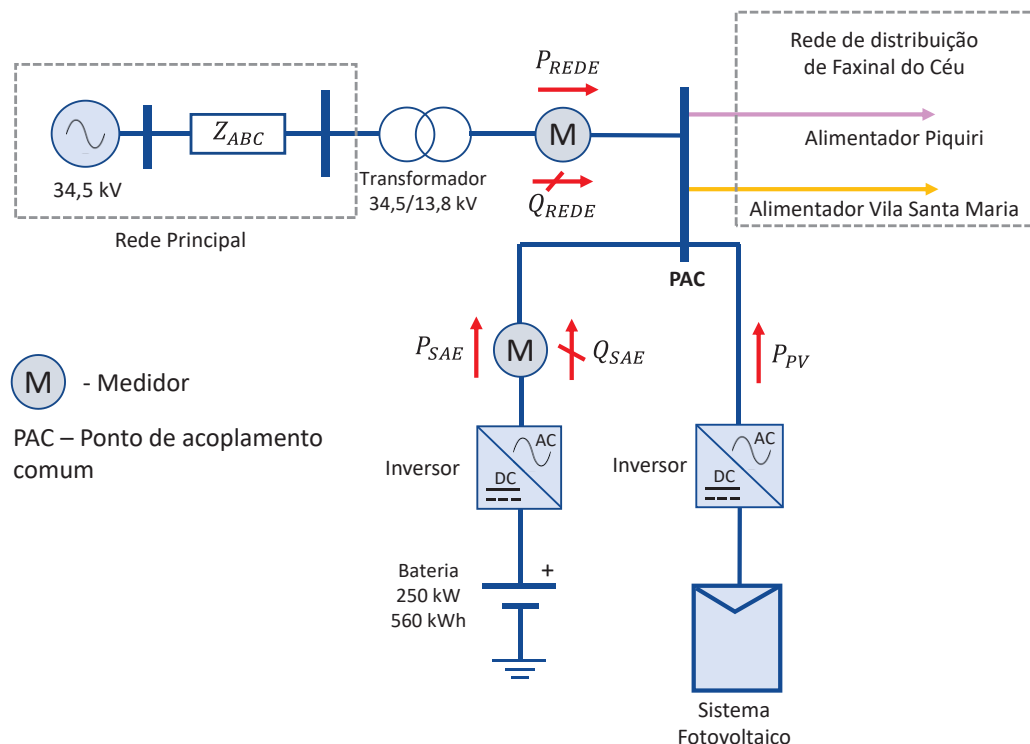 Rede de distribuição
de Faxinal do Céu
P_REDE
M
Z_ABC
34,5 kV
Transformador
34,5/13,8 kV
Q_REDE
Alimentador Piquiri
Alimentador Vila Santa Maria
Rede Principal
PAC
P_SAE
M
Q_SAE
P_PV
M - Medidor
PAC – Ponto de acoplamento
comum
Inversor
AC
DC
Inversor
AC
DC
Bateria
250 kW
560 kWh
+
Sistema
Fotovoltaico